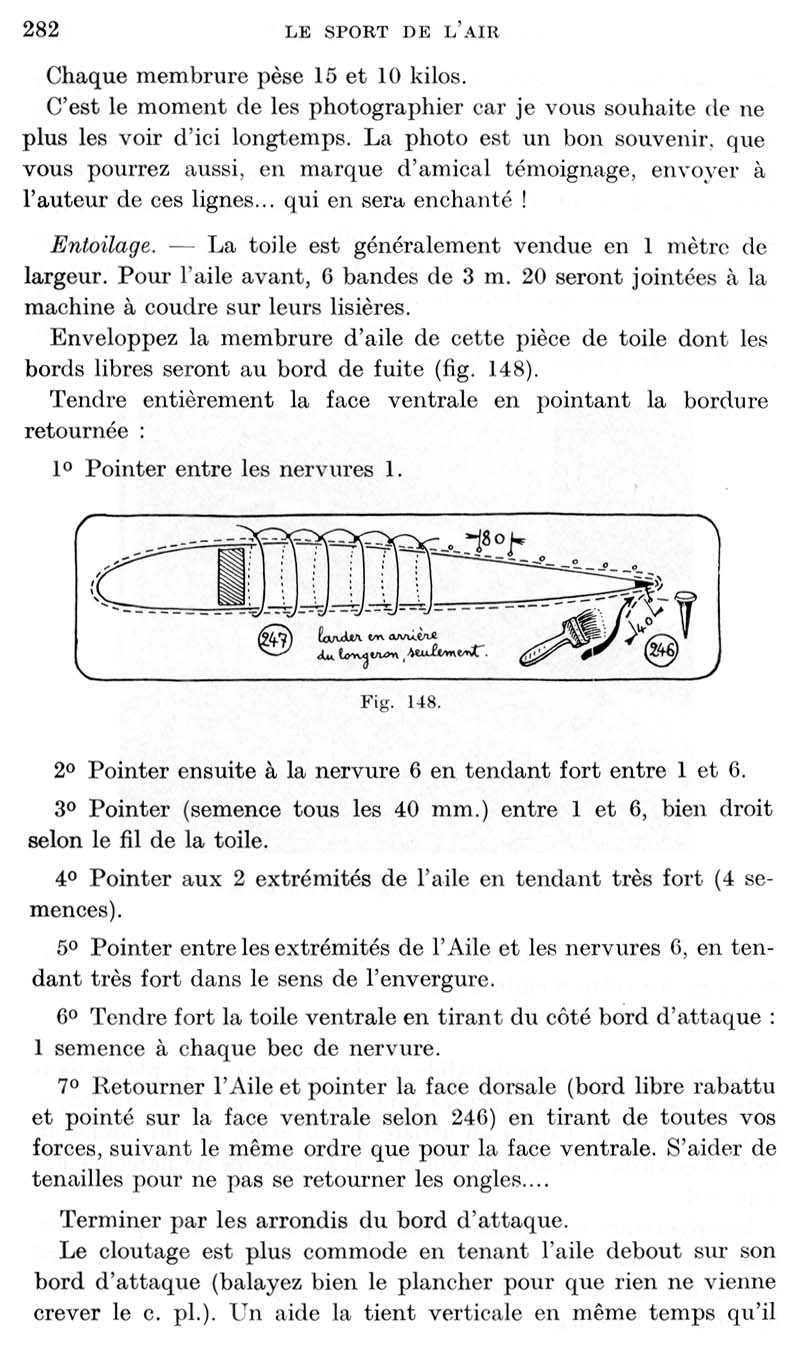 282
LE SPORT DE L'AIR
Chaque membrure pèse 15 et 10 kilos.
C'est le moment de les photographier car je vous souhaite de ne
plus les voir d'ici longtemps. La photo est un bon souvenir, que
vous pourrez aussi, en marque d'amical témoignage, envoyer à
l'auteur de ces lignes... qui en sera enchanté !
Entoilage. — La toile est généralement vendue en 1 mètre de
largeur. Pour l'aile avant, 6 bandes de 3 m. 20 seront jointées à la
machine à coudre sur leurs lisières.
Enveloppez la membrure d'aile de cette pièce de toile dont les
bords libres seront au bord de fuite (fig. 148).
Tendre entièrement la face ventrale en pointant la bordure
retournée :
1º Pointer entre les nervures 1.
80
247
larder en arrière
du longeron, seulement.
40
246
Fig. 148.
2º Pointer ensuite à la nervure 6 en tendant fort entre 1 et 6.
3º Pointer (semence tous les 40 mm.) entre 1 et 6, bien droit
selon le fil de la toile.
4º Pointer aux 2 extrémités de l'aile en tendant très fort (4 se-
mences).
5º Pointer entre les extrémités de l'Aile et les nervures 6, en ten-
dant très fort dans le sens de l'envergure.
6º Tendre fort la toile ventrale en tirant du côté bord d'attaque :
1 semence à chaque bec de nervure.
7º Retourner l'Aile et pointer la face dorsale (bord libre rabattu
et pointé sur la face ventrale selon 246) en tirant de toutes vos
forces, suivant le même ordre que pour la face ventrale. S'aider de
tenailles pour ne pas se retourner les ongles....
Terminer par les arrondis du bord d'attaque.
Le cloutage est plus commode en tenant l'aile debout sur son
bord d'attaque (balayez bien le plancher pour que rien ne vienne
crever le c. pl.). Un aide la tient verticale en même temps qu'il